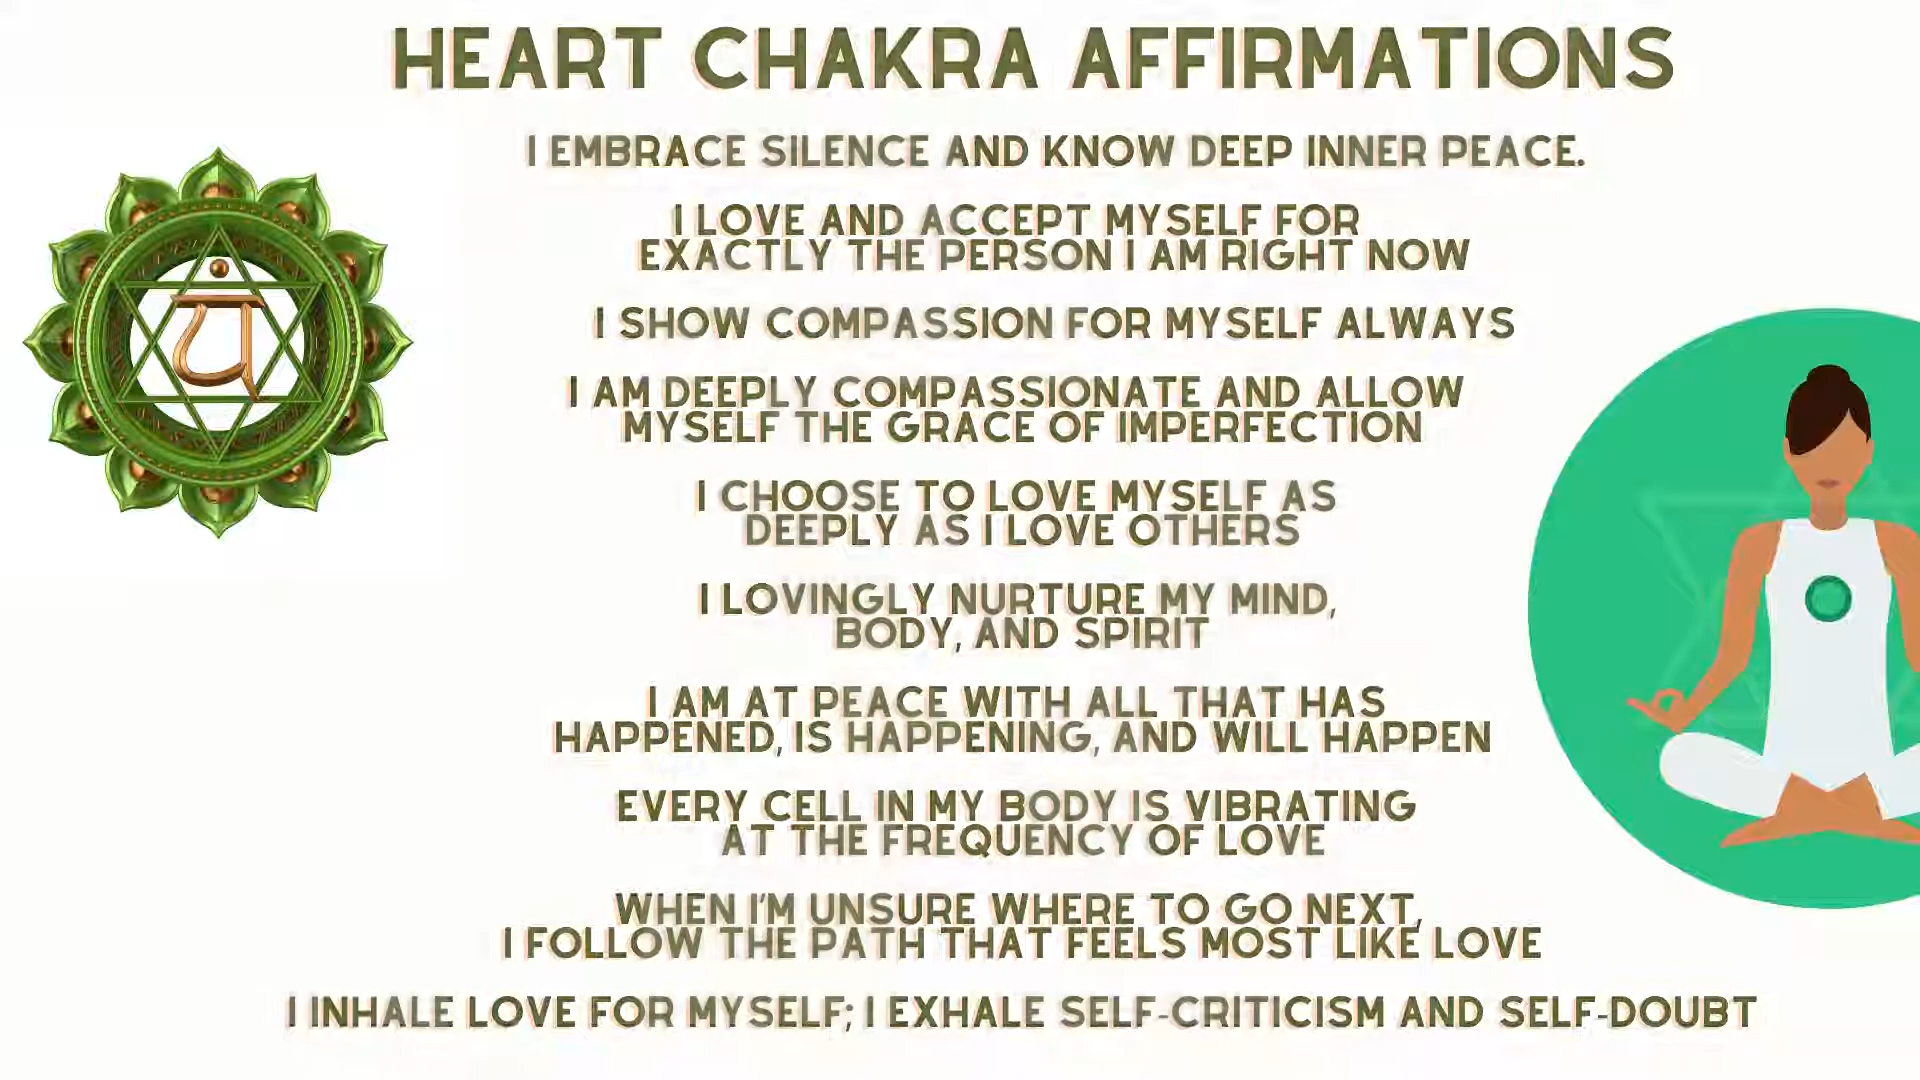 HEART CHAKRA AFFIRMATIONS
I EMBRACE SILENCE AND KNOW DEEP INNER PEACE.
I LOVE AND ACCEPT MYSELF FOR
EXACTLY THE PERSON I AM RIGHT NOW
I SHOW COMPASSION FOR MYSELF ALWAYS
I AM DEEPLY COMPASSIONATE AND ALLOW
MYSELF THE GRACE OF IMPERFECTION
I CHOOSE TO LOVE MYSELF AS
DEEPLY AS I LOVE OTHERS
I LOVINGLY NURTURE MY MIND,
BODY, AND SPIRIT
I AM AT PEACE WITH ALL THAT HAS
HAPPENED, IS HAPPENING, AND WILL HAPPEN
EVERY CELL IN MY BODY IS VIBRATING
AT THE FREQUENCY OF LOVE
WHEN I'M UNSURE WHERE TO GO NEXT,
I FOLLOW THE PATH THAT FEELS MOST LIKE LOVE
I INHALE LOVE FOR MYSELF; I EXHALE SELF-CRITICISM AND SELF-DOUBT
यं